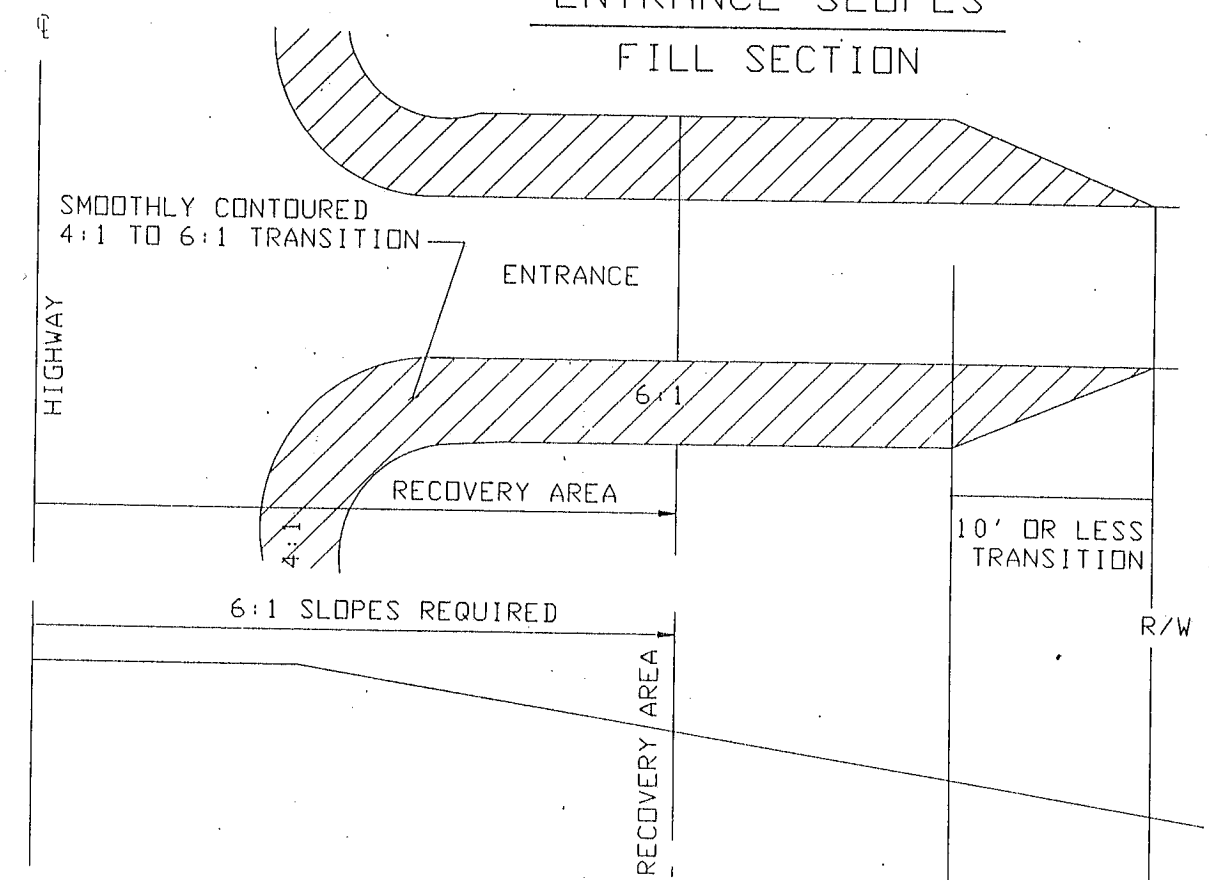 ENTRANCE SLOPES
FILL SECTION
℄
SMOOTHLY CONTOURED
4:1 TO 6:1 TRANSITION
ENTRANCE
HIGHWAY
6:1
RECOVERY AREA
4:1
10' OR LESS
TRANSITION
6:1 SLOPES REQUIRED
R/W
RECOVERY AREA